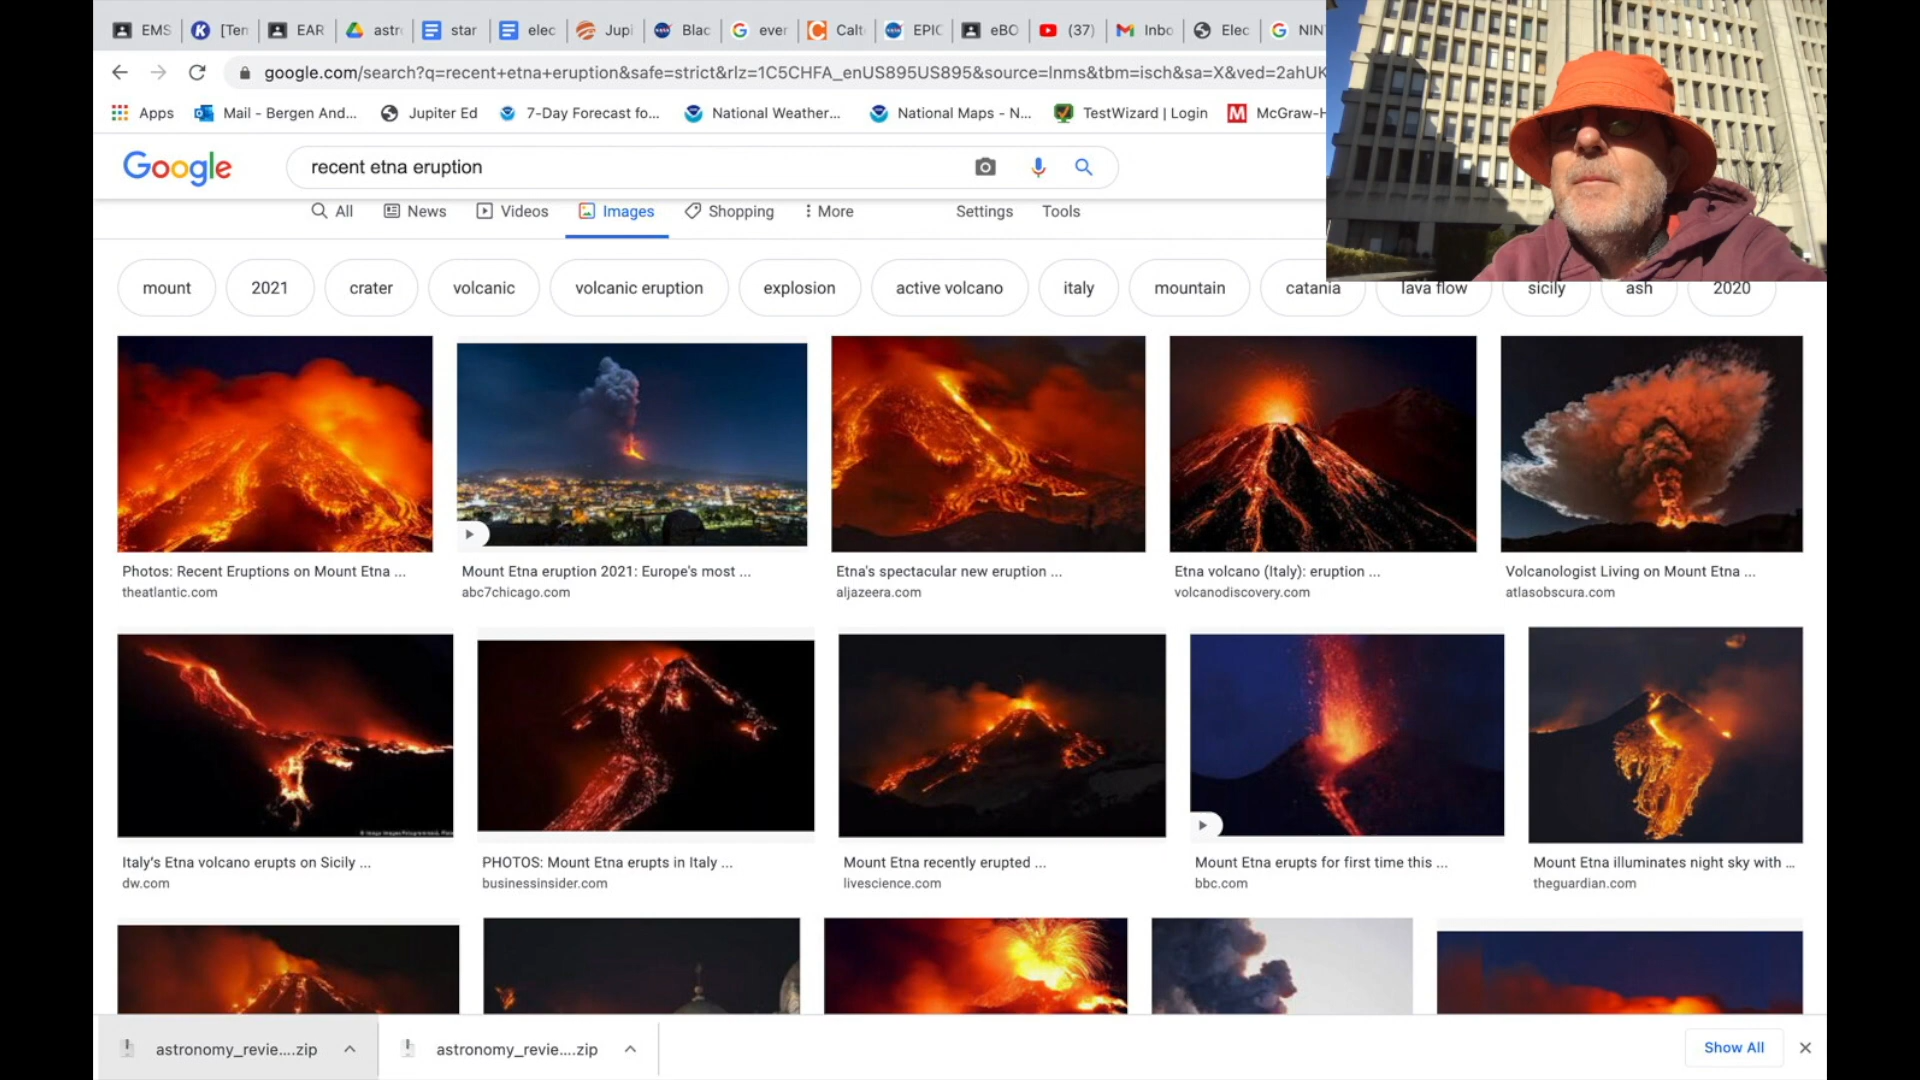 EMS
[Ten
EAR
astr
star
elec
Jupi
Blac
ever
Calt
EPIC
eBO
(37)
Inbo
Elec
NIN
google.com/search?q=recent+etna+eruption&safe=strict&rlz=1C5CHFA_enUS895US895&source=lnms&tbm=isch&sa=X&ved=2ahUK
Apps
Mail - Bergen And...
Jupiter Ed
7-Day Forecast fo...
National Weather...
National Maps - N...
TestWizard | Login
McGraw-H
Google
recent etna eruption
All
News
Videos
Images
Shopping
More
Settings
Tools
mount
2021
crater
volcanic
volcanic eruption
explosion
active volcano
italy
mountain
catania
lava flow
sicily
ash
2020
Photos: Recent Eruptions on Mount Etna ...
theatlantic.com
Mount Etna eruption 2021: Europe's most ...
abc7chicago.com
Etna's spectacular new eruption ...
aljazeera.com
Etna volcano (Italy): eruption ...
volcanodiscovery.com
Volcanologist Living on Mount Etna ...
atlasobscura.com
Italy's Etna volcano erupts on Sicily ...
dw.com
PHOTOS: Mount Etna erupts in Italy ...
businessinsider.com
Mount Etna recently erupted ...
livescience.com
Mount Etna erupts for first time this ...
bbc.com
Mount Etna illuminates night sky with ...
theguardian.com
astronomy_revie....zip
astronomy_revie....zip
Show All